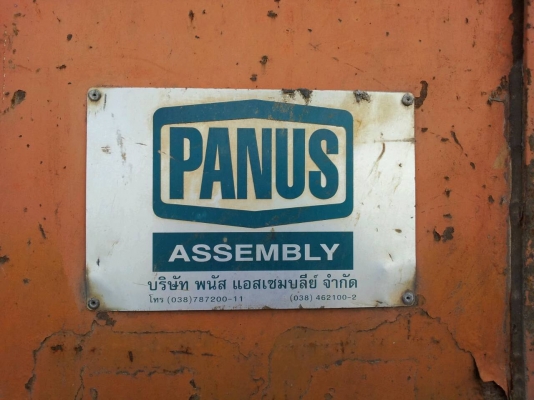 PANUS
ASSEMBLY
บริษัท พนัส แอสเซมบลีย์ จำกัด
โทร (038)787200-11 (038) 462100-2